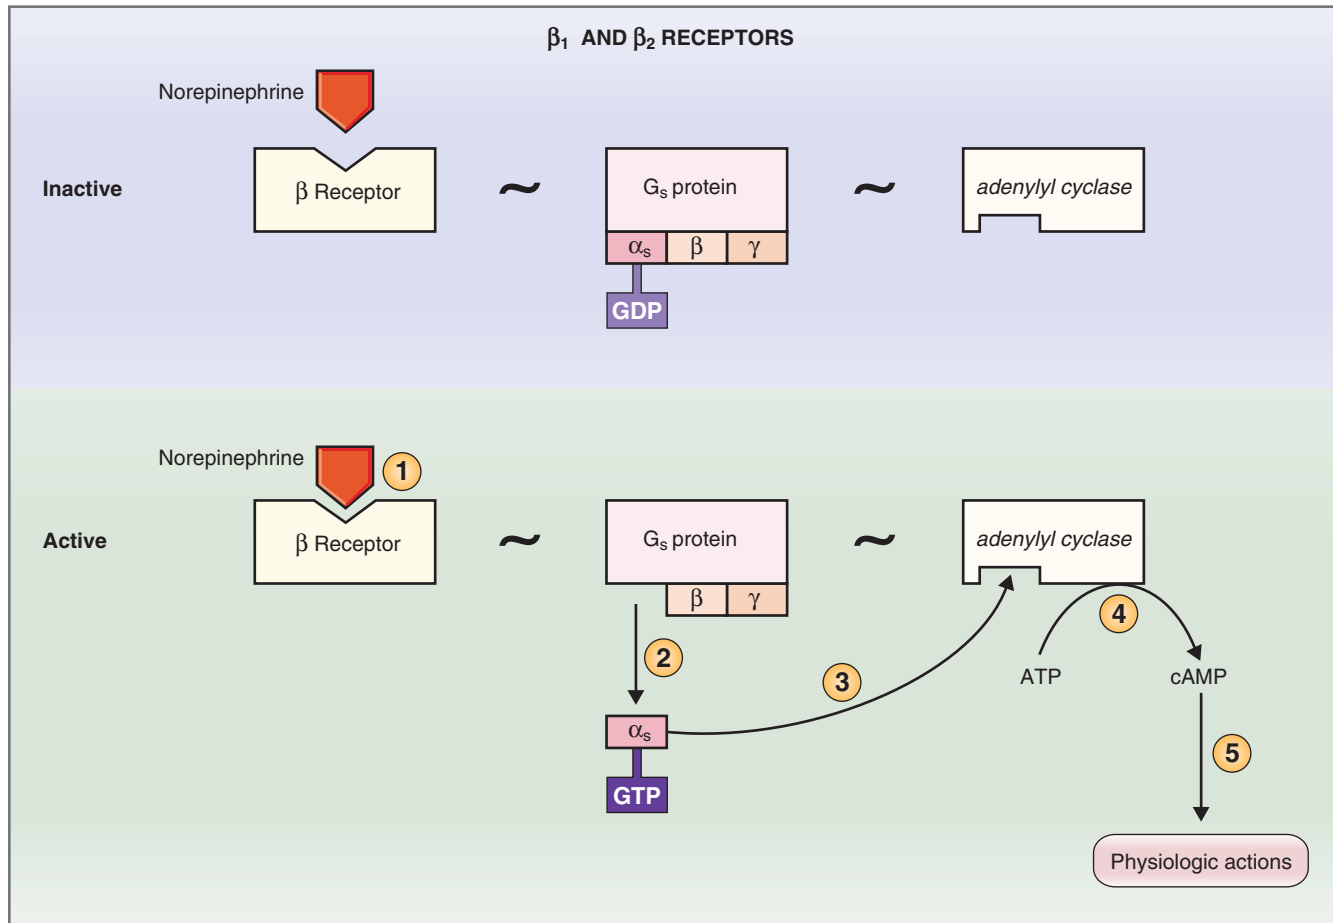 β₁ AND β₂ RECEPTORS
Norepinephrine
Inactive
β Receptor
~
Gₛ protein
~
adenylyl cyclase
αₛ
β
γ
GDP
Norepinephrine
1
Active
β Receptor
~
Gₛ protein
~
adenylyl cyclase
β
γ
2
3
4
ATP
cAMP
αₛ
GTP
5
Physiologic actions